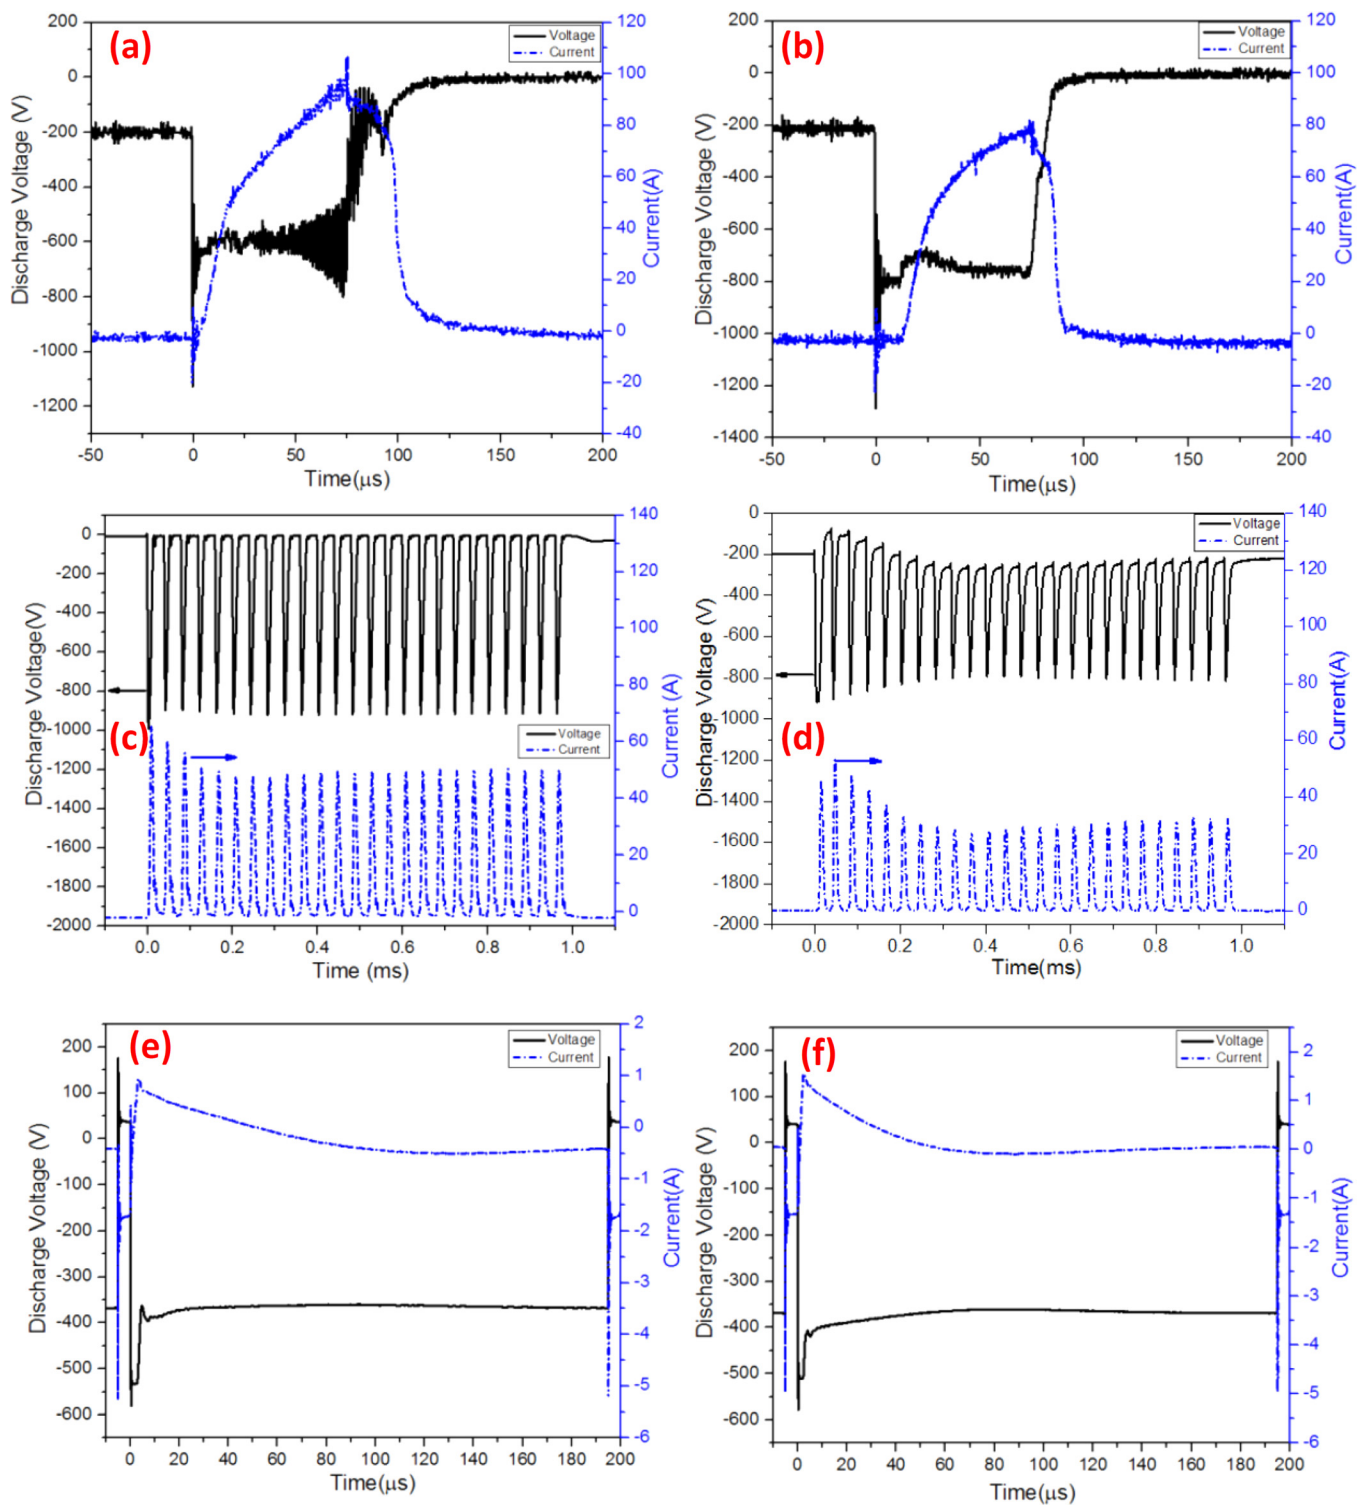 (a)
Voltage
Current
200
0
-200
-400
-600
-800
-1000
-1200
Discharge Voltage (V)
120
100
80
60
40
20
0
-20
-40
Current(A)
-50 0 50 100 150 200
Time(μs)
(b)
Voltage
Current
200
0
-200
-400
-600
-800
-1000
-1200
-1400
Discharge Voltage (V)
120
100
80
60
40
20
0
-20
-40
Current(A)
-50 0 50 100 150 200
Time(μs)
(c)
Voltage
Current
0
-200
-400
-600
-800
-1000
-1200
-1400
-1600
-1800
-2000
Discharge Voltage(V)
140
120
100
80
60
40
20
0
Current (A)
0.0 0.2 0.4 0.6 0.8 1.0
Time (ms)
(d)
Voltage
Current
0
-200
-400
-600
-800
-1000
-1200
-1400
-1600
-1800
-2000
Discharge Voltage (V)
140
120
100
80
60
40
20
0
Current(A)
0.0 0.2 0.4 0.6 0.8 1.0
Time(ms)
(e)
Voltage
Current
200
100
0
-100
-200
-300
-400
-500
-600
Discharge Voltage (V)
2
1
0
-1
-2
-3
-4
-5
-6
Current(A)
0 20 40 60 80 100 120 140 160 180 200
Time(μs)
(f)
Voltage
Current
200
100
0
-100
-200
-300
-400
-500
-600
Discharge Voltage (V)
2
1
0
-1
-2
-3
-4
-5
-6
Current(A)
0 20 40 60 80 100 120 140 160 180 200
Time(μs)